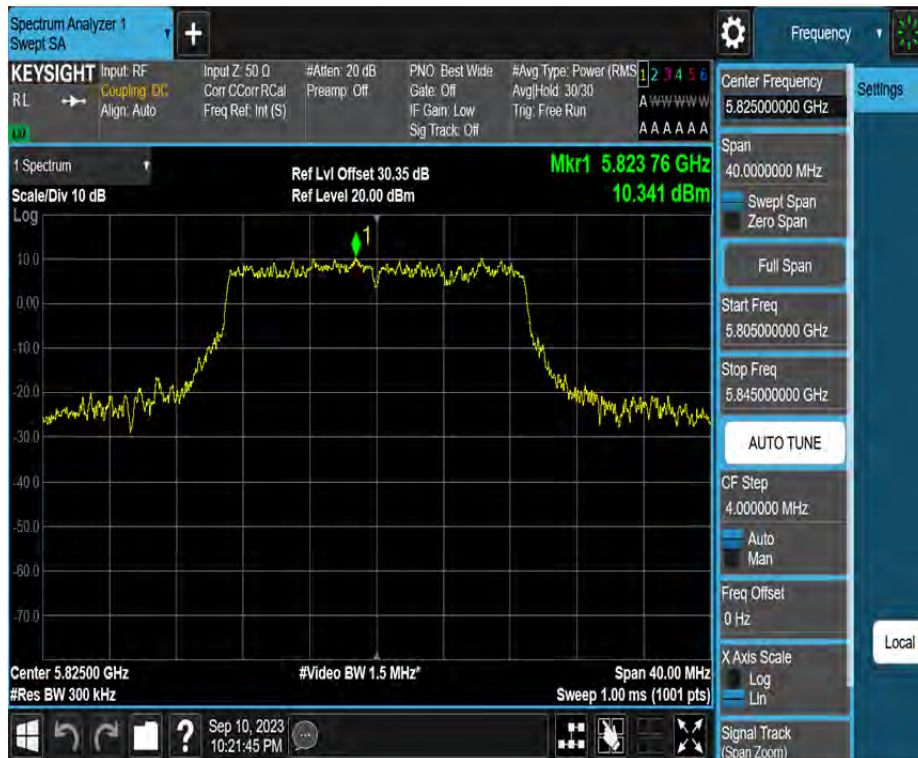 Spectrum Analyzer 1
Swept SA
+
Frequency
KEYSIGHT
RL
Input: RF
Coupling: DC
Align: Auto
Input Z: 50 Ω
Corr CCorr RCal
Freq Ref: Int (S)
#Atten: 20 dB
Preamp: Off
PNO: Best Wide
Gate: Off
IF Gain: Low
Sig Track: Off
#Avg Type: Power (RMS
Avg|Hold: 30/30
Trig: Free Run
1 2 3 4 5 6
A W W W W W
A A A A A A
1 Spectrum
Scale/Div 10 dB
Ref Lvl Offset 30.35 dB
Ref Level 20.00 dBm
Mkr1 5.823 76 GHz
10.341 dBm
Log
1
10.0
0.00
-10.0
-20.0
-30.0
-40.0
-50.0
-60.0
-70.0
Center 5.82500 GHz
#Res BW 300 kHz
#Video BW 1.5 MHz*
Span 40.00 MHz
Sweep 1.00 ms (1001 pts)
Center Frequency
5.825000000 GHz
Settings
Span
40.0000000 MHz
Swept Span
Zero Span
Full Span
Start Freq
5.805000000 GHz
Stop Freq
5.845000000 GHz
AUTO TUNE
CF Step
4.000000 MHz
Auto
Man
Freq Offset
0 Hz
X Axis Scale
Log
Lin
Local
Signal Track
(Span Zoom)
?
Sep 10, 2023
10:21:45 PM